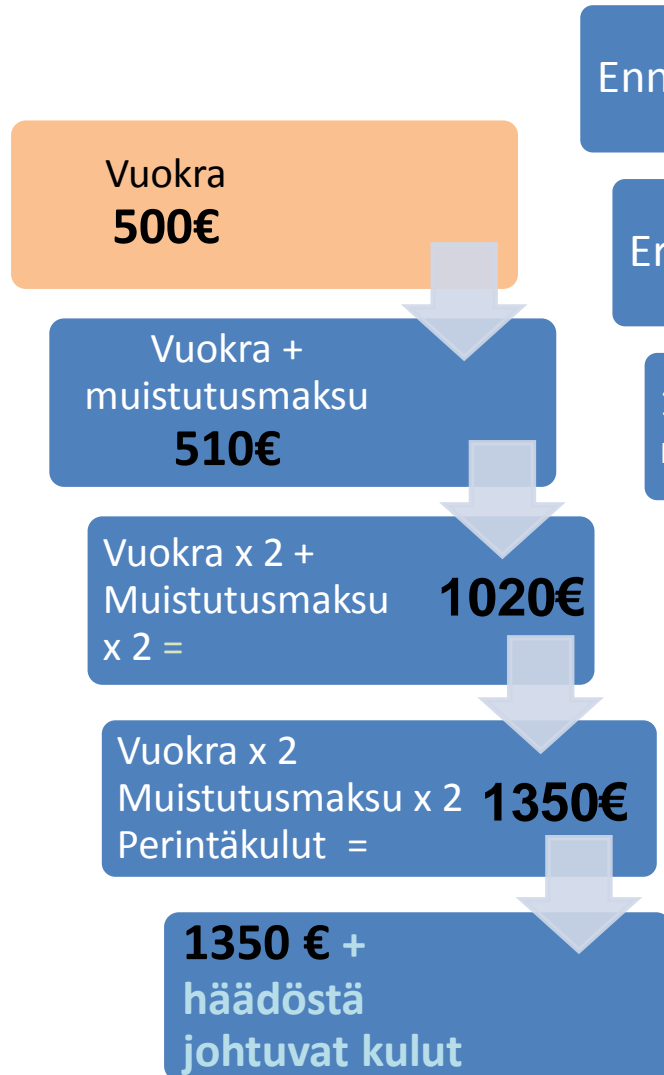 Vuokra
500€
Vuokra +
muistutusmaksu
510€
Vuokra x 2 +
Muistutusmaksu
x 2 =
1020€
Vuokra x 2
Muistutusmaksu x 2
Perintäkulut =
1350€
1350 € +
häädöstä
johtuvat kulut